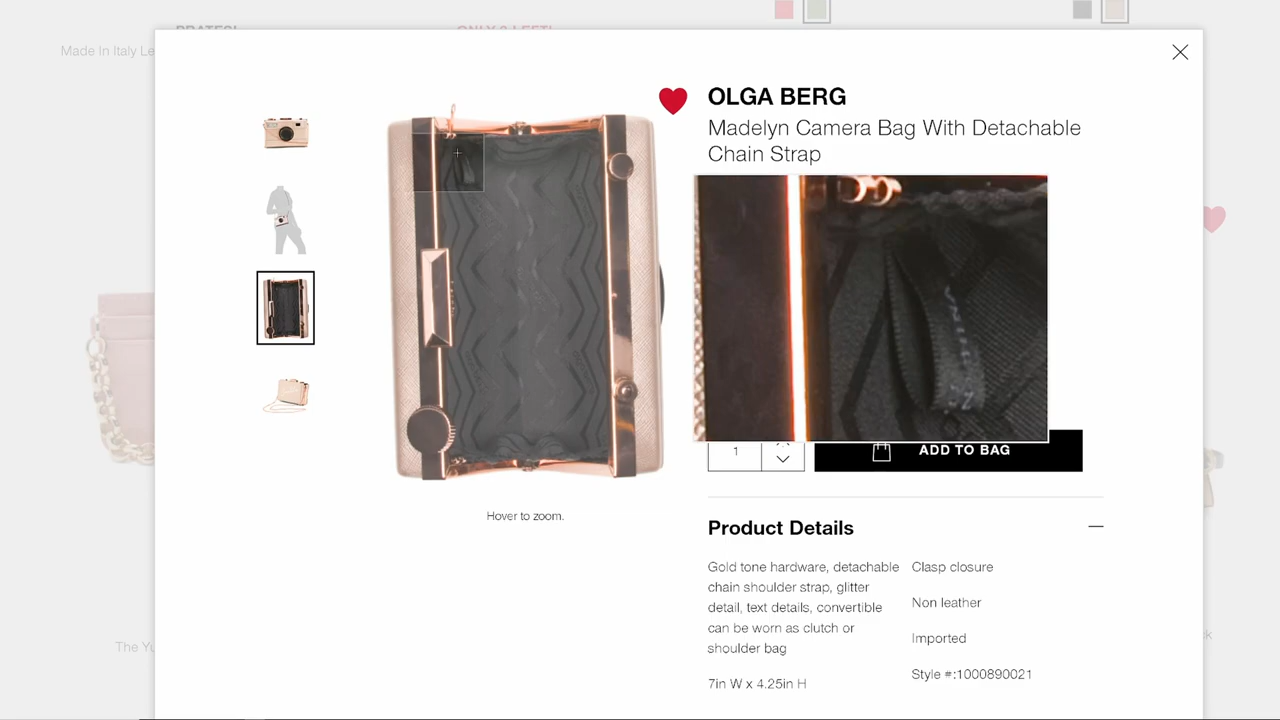 Made In Italy Le
OLGA BERG
Madelyn Camera Bag With Detachable
Chain Strap
1
ADD TO BAG
Hover to zoom.
Product Details
Gold tone hardware, detachable
chain shoulder strap, glitter
detail, text details, convertible
can be worn as clutch or
shoulder bag
7in W x 4.25in H
Clasp closure
Non leather
Imported
Style #:1000890021
The Yu